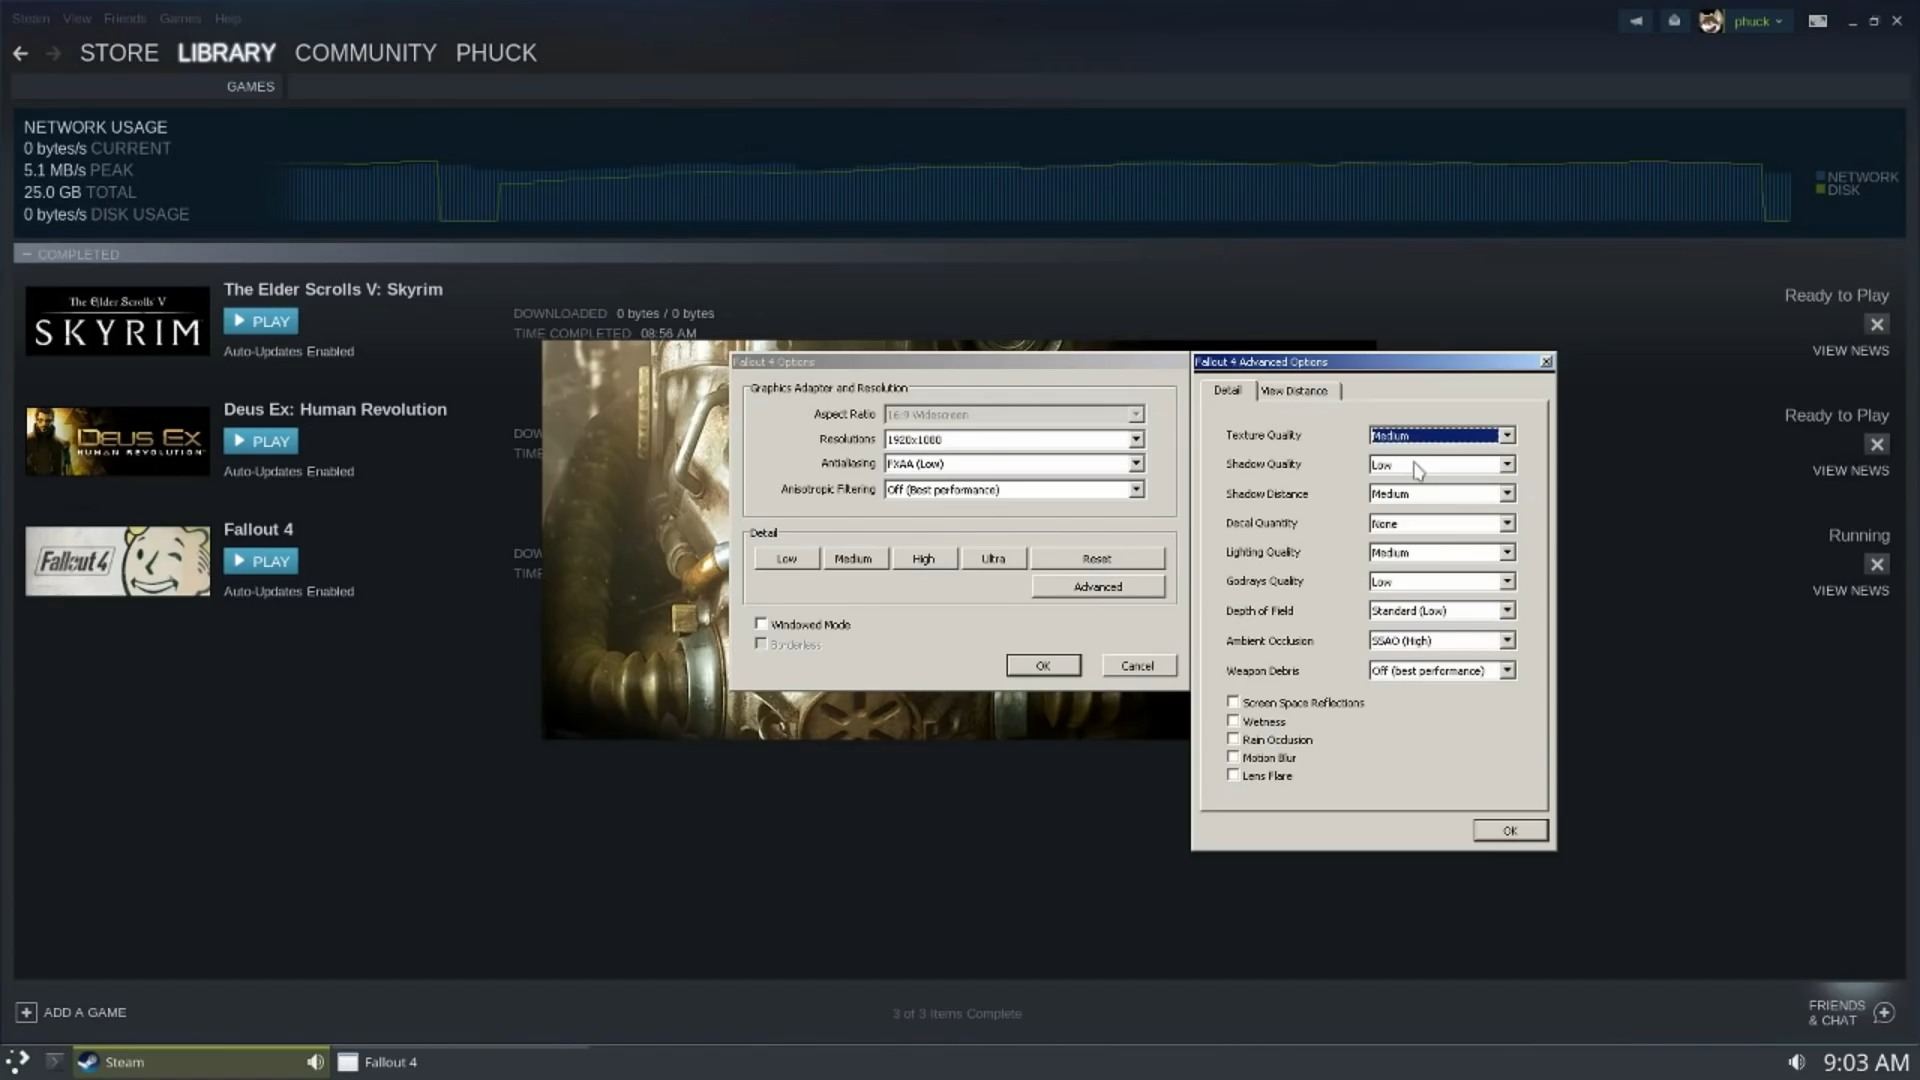 Steam View Friends Games Help
phuck
STORE LIBRARY COMMUNITY PHUCK
GAMES
NETWORK USAGE
0 bytes/s CURRENT
5.1 MB/s PEAK
25.0 GB TOTAL
0 bytes/s DISK USAGE
NETWORK
DISK
COMPLETED
The Elder Scrolls V
SKYRIM
The Elder Scrolls V: Skyrim
PLAY
Auto-Updates Enabled
DOWNLOADED 0 bytes / 0 bytes
TIME COMPLETED 08:56 AM
Ready to Play
VIEW NEWS
DEUS EX
HUMAN REVOLUTION
Deus Ex: Human Revolution
PLAY
Auto-Updates Enabled
DOW
TIME
Ready to Play
VIEW NEWS
Fallout 4
Fallout 4
PLAY
Auto-Updates Enabled
DOW
TIME
Running
VIEW NEWS
Fallout 4 Options
Graphics Adapter and Resolution
Aspect Ratio 16:9 Widescreen
Resolutions 1920x1080
Antialiasing FXAA (Low)
Anisotropic Filtering Off (Best performance)
Detail
Low Medium High Ultra Reset
Advanced
Windowed Mode
Borderless
OK Cancel
Fallout 4 Advanced Options
Detail View Distance
Texture Quality Medium
Shadow Quality Low
Shadow Distance Medium
Decal Quantity None
Lighting Quality Medium
Godrays Quality Low
Depth of Field Standard (Low)
Ambient Occlusion SSAO (High)
Weapon Debris Off (best performance)
Screen Space Reflections
Wetness
Rain Occlusion
Motion Blur
Lens Flare
OK
ADD A GAME
3 of 3 Items Complete
FRIENDS
& CHAT
Steam
Fallout 4
9:03 AM